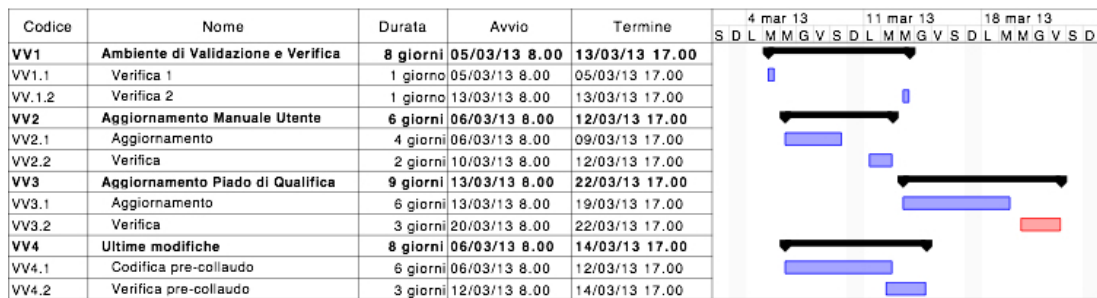 Codice Nome Durata Avvio Termine 4 mar 13 11 mar 13 18 mar 13
S D L M M G V S D L M M G V S D L M M G V S D
VV1 Ambiente di Validazione e Verifica 8 giorni 05/03/13 8.00 13/03/13 17.00
VV1.1 Verifica 1 1 giorno 05/03/13 8.00 05/03/13 17.00
VV.1.2 Verifica 2 1 giorno 13/03/13 8.00 13/03/13 17.00
VV2 Aggiornamento Manuale Utente 6 giorni 06/03/13 8.00 12/03/13 17.00
VV2.1 Aggiornamento 4 giorni 06/03/13 8.00 09/03/13 17.00
VV2.2 Verifica 2 giorni 10/03/13 8.00 12/03/13 17.00
VV3 Aggiornamento Piado di Qualifica 9 giorni 13/03/13 8.00 22/03/13 17.00
VV3.1 Aggiornamento 6 giorni 13/03/13 8.00 19/03/13 17.00
VV3.2 Verifica 3 giorni 20/03/13 8.00 22/03/13 17.00
VV4 Ultime modifiche 8 giorni 06/03/13 8.00 14/03/13 17.00
VV4.1 Codifica pre-collaudo 6 giorni 06/03/13 8.00 12/03/13 17.00
VV4.2 Verifica pre-collaudo 3 giorni 12/03/13 8.00 14/03/13 17.00